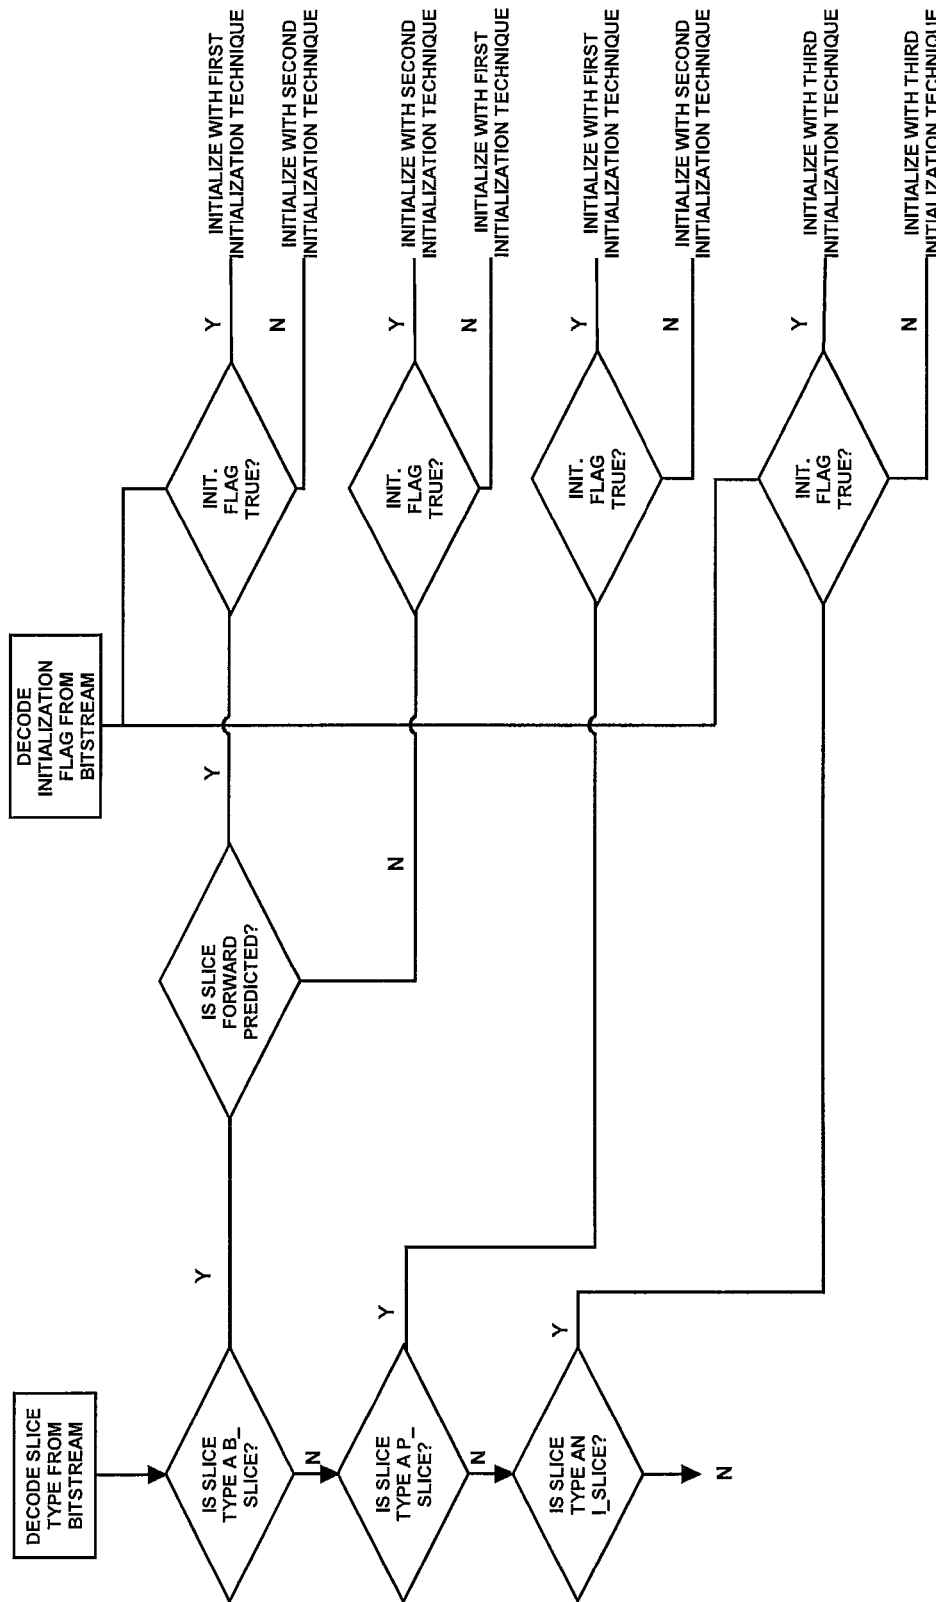 DECODE SLICE
TYPE FROM
BITSTREAM
IS SLICE
TYPE A B_
SLICE?
Y
N
IS SLICE
FORWARD
PREDICTED?
Y
N
DECODE
INITIALIZATION
FLAG FROM
BITSTREAM
INIT.
FLAG
TRUE?
Y
INITIALIZE WITH FIRST
INITIALIZATION TECHNIQUE
N
INITIALIZE WITH SECOND
INITIALIZATION TECHNIQUE
INIT.
FLAG
TRUE?
Y
INITIALIZE WITH SECOND
INITIALIZATION TECHNIQUE
N
INITIALIZE WITH FIRST
INITIALIZATION TECHNIQUE
IS SLICE
TYPE A P_
SLICE?
Y
N
INIT.
FLAG
TRUE?
Y
INITIALIZE WITH FIRST
INITIALIZATION TECHNIQUE
N
INITIALIZE WITH SECOND
INITIALIZATION TECHNIQUE
IS SLICE
TYPE AN
I_SLICE?
Y
N
INIT.
FLAG
TRUE?
Y
INITIALIZE WITH THIRD
INITIALIZATION TECHNIQUE
N
INITIALIZE WITH THIRD
INITIALIZATION TECHNIQUE